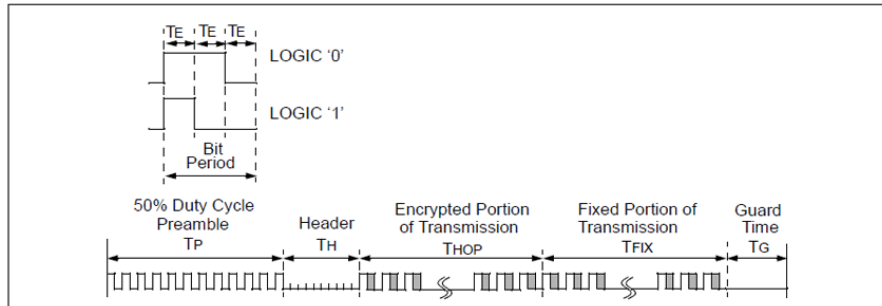 TE TE TE
LOGIC ‘0’
LOGIC ‘1’
Bit
Period
50% Duty Cycle
Preamble
TP
Header
TH
Encrypted Portion
of Transmission
THOP
Fixed Portion of
Transmission
TFIX
Guard
Time
TG